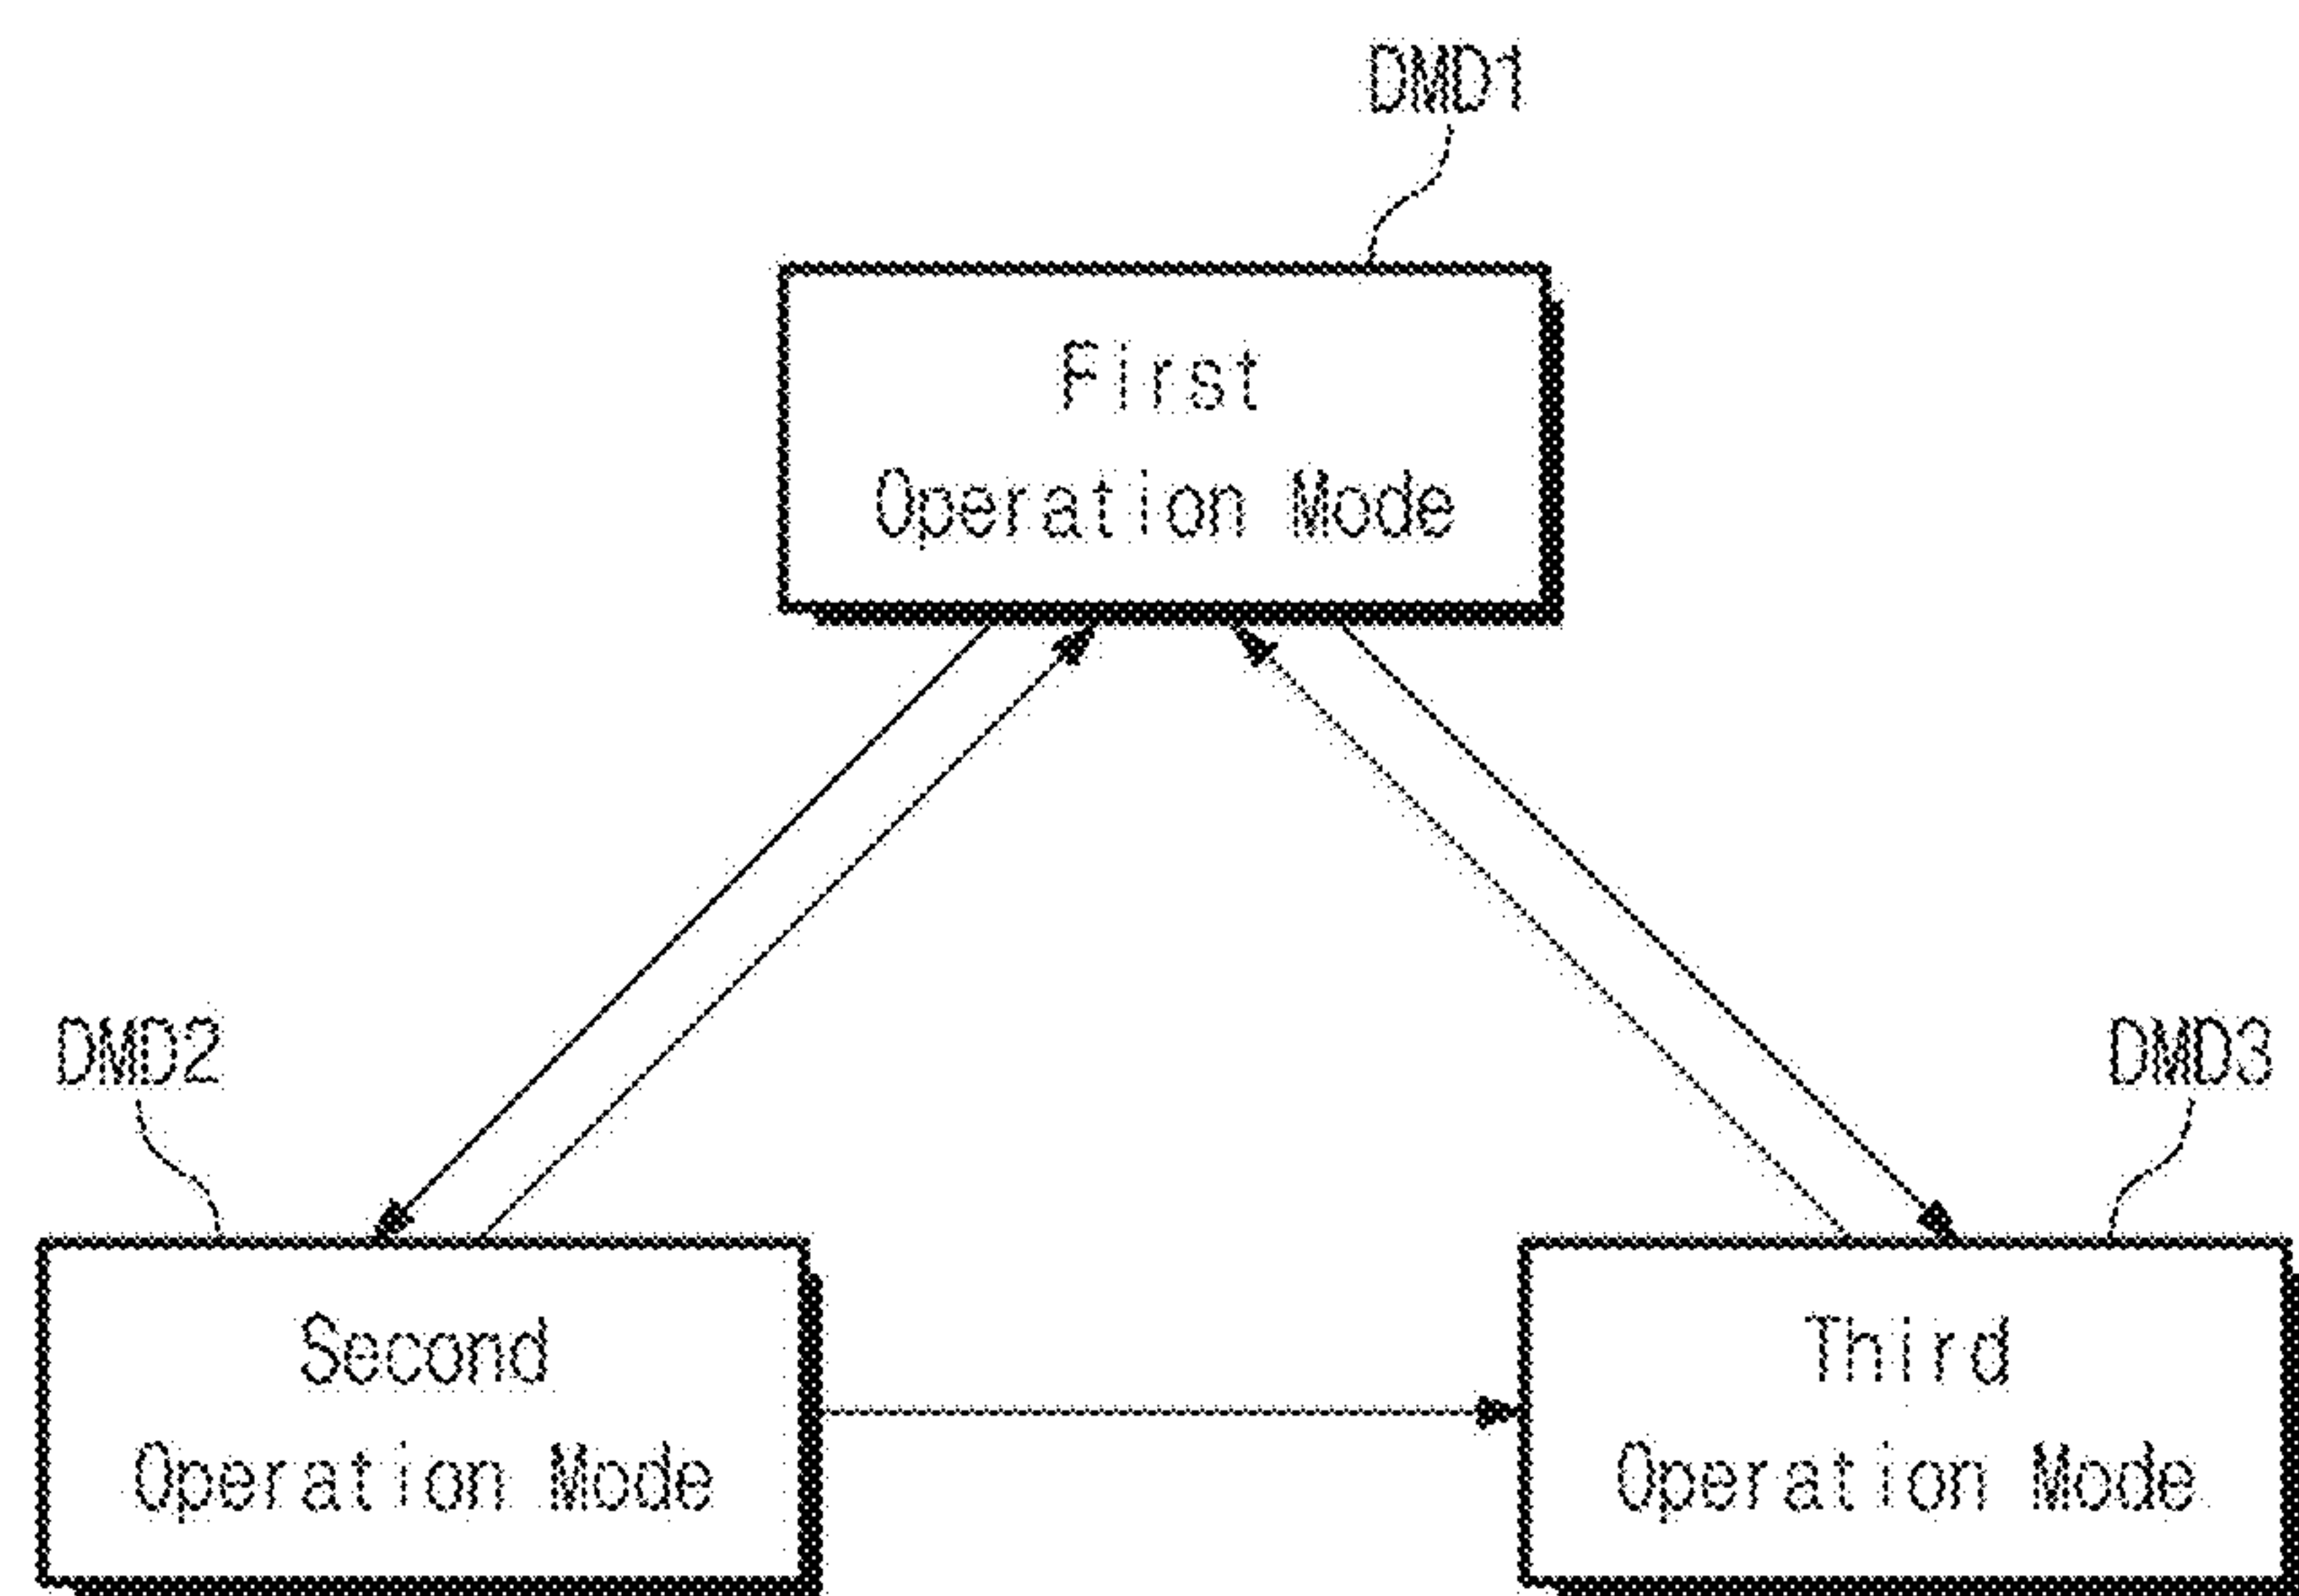 DMD1
First
Operation Mode
DMD2
DMD3
Second
Operation Mode
Third
Operation Mode